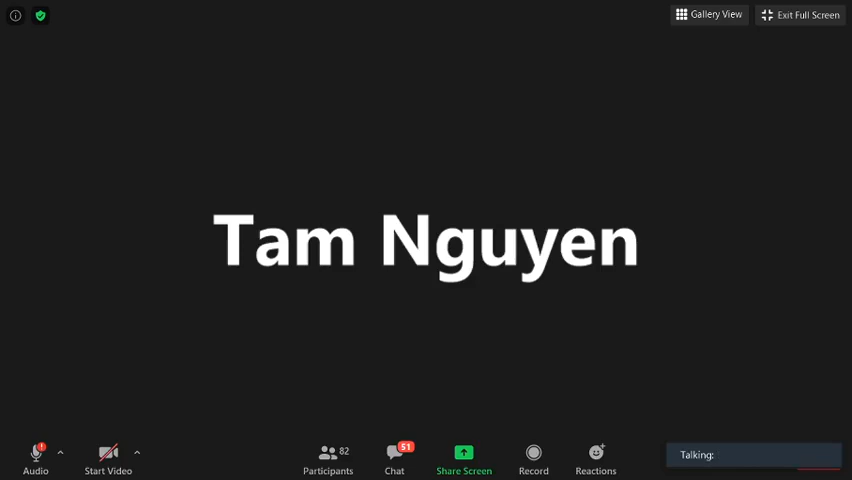 Gallery View
Exit Full Screen
Tam Nguyen
82
51
Audio
Start Video
Participants
Chat
Share Screen
Record
Reactions
Talking: